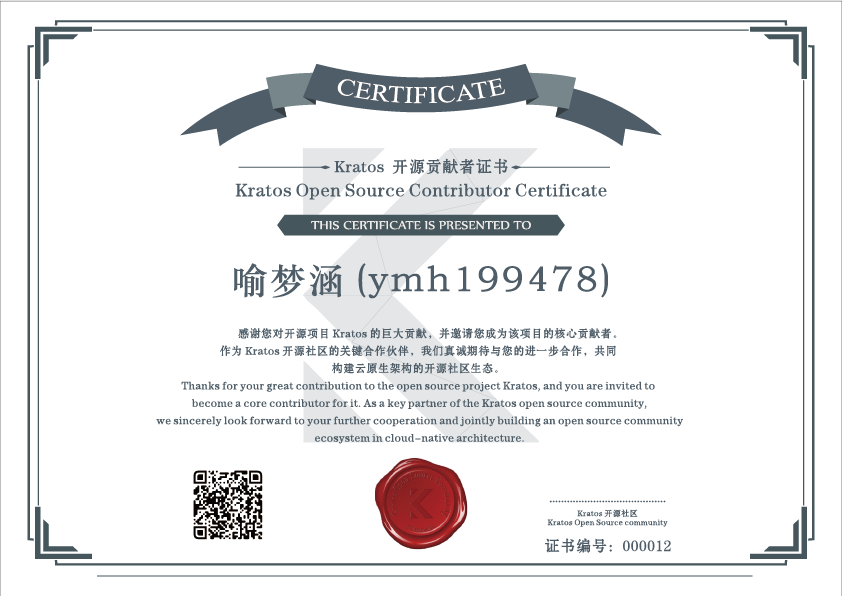 CERTIFICATE
Kratos 开源贡献者证书
Kratos Open Source Contributor Certificate
THIS CERTIFICATE IS PRESENTED TO
喻梦涵 (ymh199478)
感谢您对开源项目 Kratos 的巨大贡献，并邀请您成为该项目的核心贡献者。
作为 Kratos 开源社区的关键合作伙伴，我们真诚期待与您的进一步合作，共同
构建云原生架构的开源社区生态。
Thanks for your great contribution to the open source project Kratos, and you are invited to
become a core contributor for it. As a key partner of the Kratos open source community,
we sincerely look forward to your further cooperation and jointly building an open source community
ecosystem in cloud-native architecture.
K
Kratos 开源社区
Kratos Open Source community
证书编号：000012